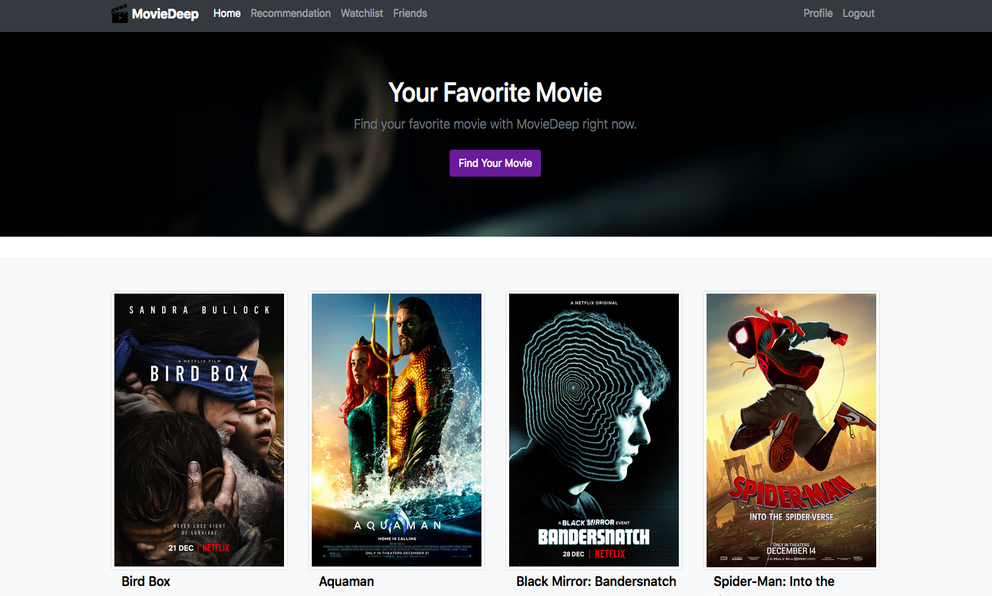 MovieDeep Home Recommendation Watchlist Friends Profile Logout
Your Favorite Movie
Find your favorite movie with MovieDeep right now.
Find Your Movie
SANDRA BULLOCK
A NETFLIX FILM
BIRD BOX
NEVER LOSE SIGHT
OF SURVIVAL
21 DEC | NETFLIX
AQUAMAN
HOME IS CALLING
ONLY IN THEATERS DECEMBER 21
A NETFLIX ORIGINAL
A BLACK MIRROR EVENT
BANDERSNATCH
28 DEC | NETFLIX
SPIDER-MAN
INTO THE SPIDER-VERSE
ONLY IN THEATERS
DECEMBER 14
Bird Box
Aquaman
Black Mirror: Bandersnatch
Spider-Man: Into the